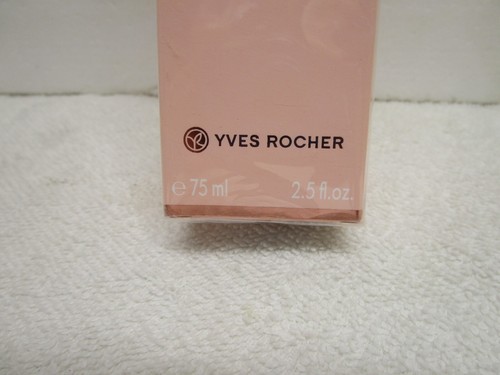 YVES ROCHER
℮ 75 ml 2.5 fl.oz.